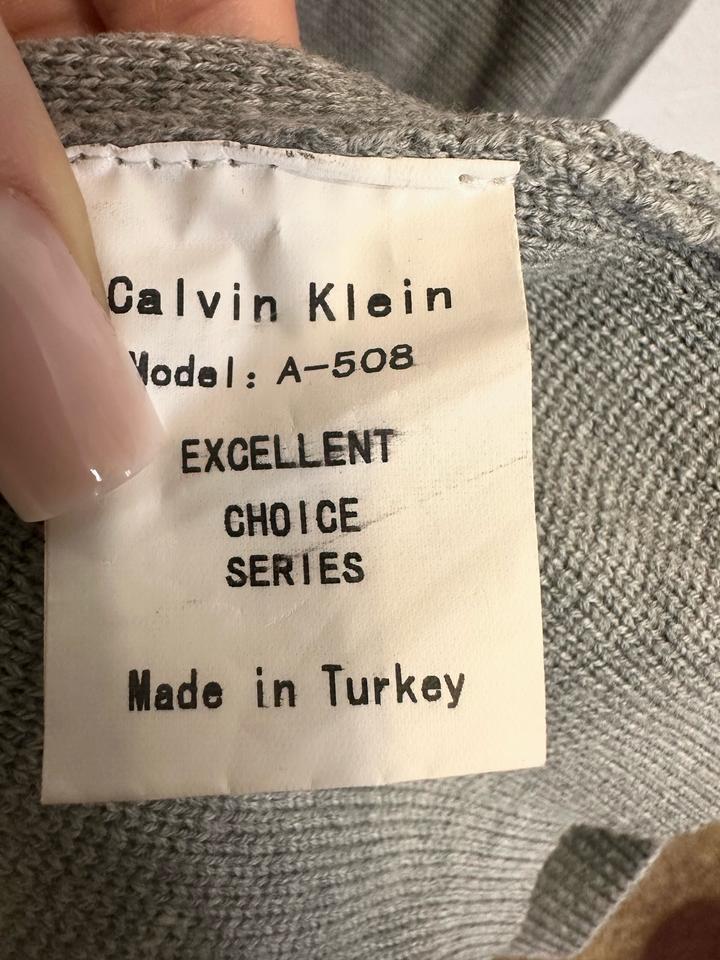 Calvin Klein
Model: A-508
EXCELLENT
CHOICE
SERIES
Made in Turkey